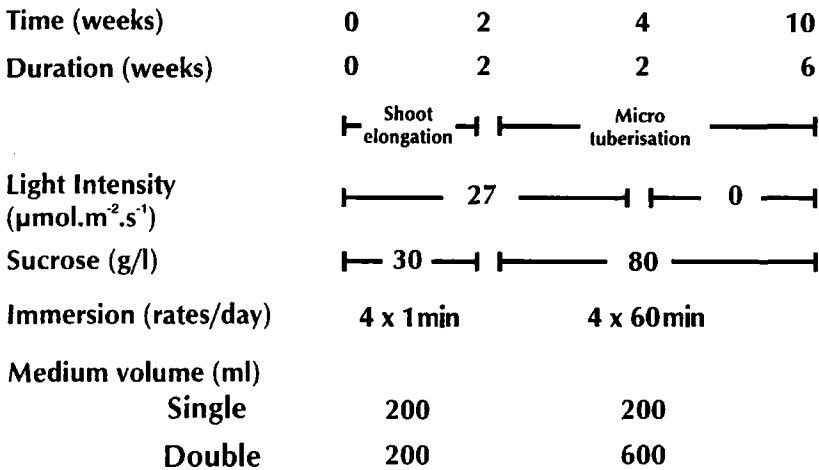 Time (weeks) 0 2 4 10
Duration (weeks) 0 2 2 6
Shoot elongation Micro tuberisation
Light Intensity 27 0
(µmol.m⁻².s⁻¹)
Sucrose (g/l) 30 80
Immersion (rates/day) 4 x 1min 4 x 60min
Medium volume (ml)
Single 200 200
Double 200 600